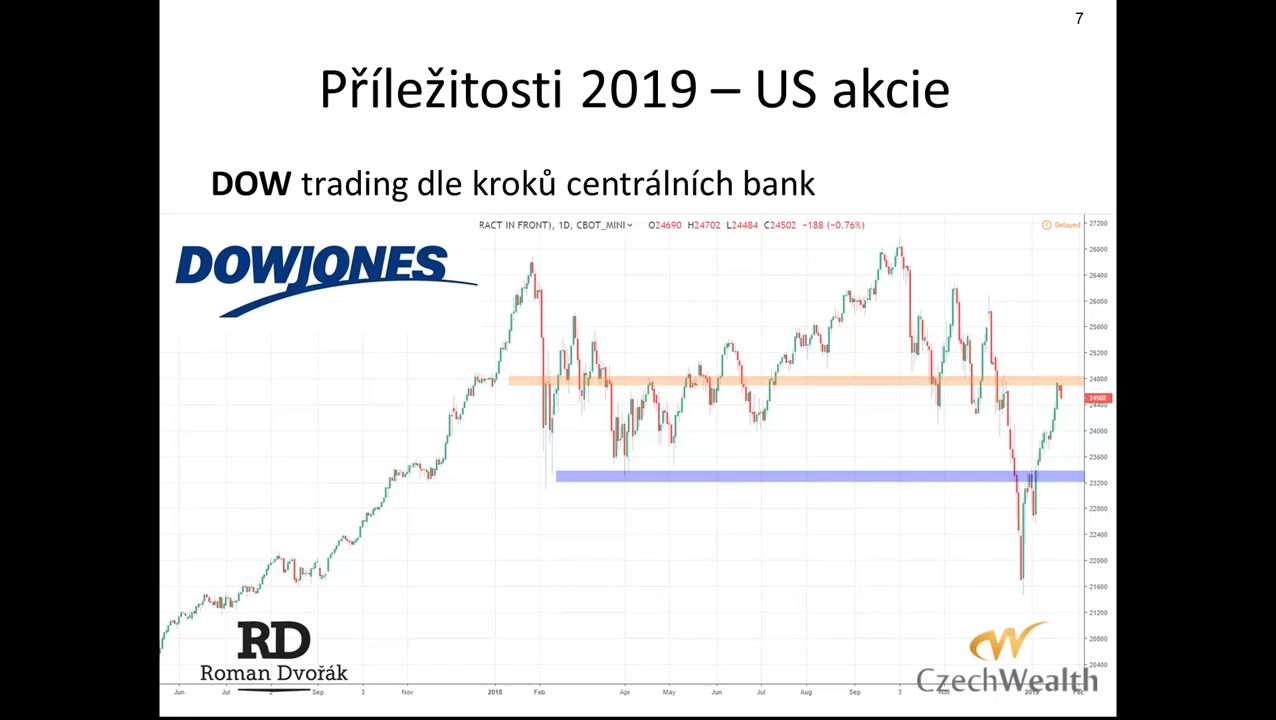 7
Příležitosti 2019 – US akcie
DOW trading dle kroků centrálních bank
RACT IN FRONT), 1D, CBOT_MINI O24690 H24702 L24484 C24502 −188 (−0.76%)
Delayed
DOWJONES
27200
26800
26400
26000
25600
25200
24800
24502
24400
24000
23600
23200
22800
22400
22000
21600
21200
20800
20400
RD
Roman Dvořák
CzechWealth
Jun Jul 2 Sep 3 Nov 2018 Feb Apr May Jun Jul Aug Sep 3 Nov 2019